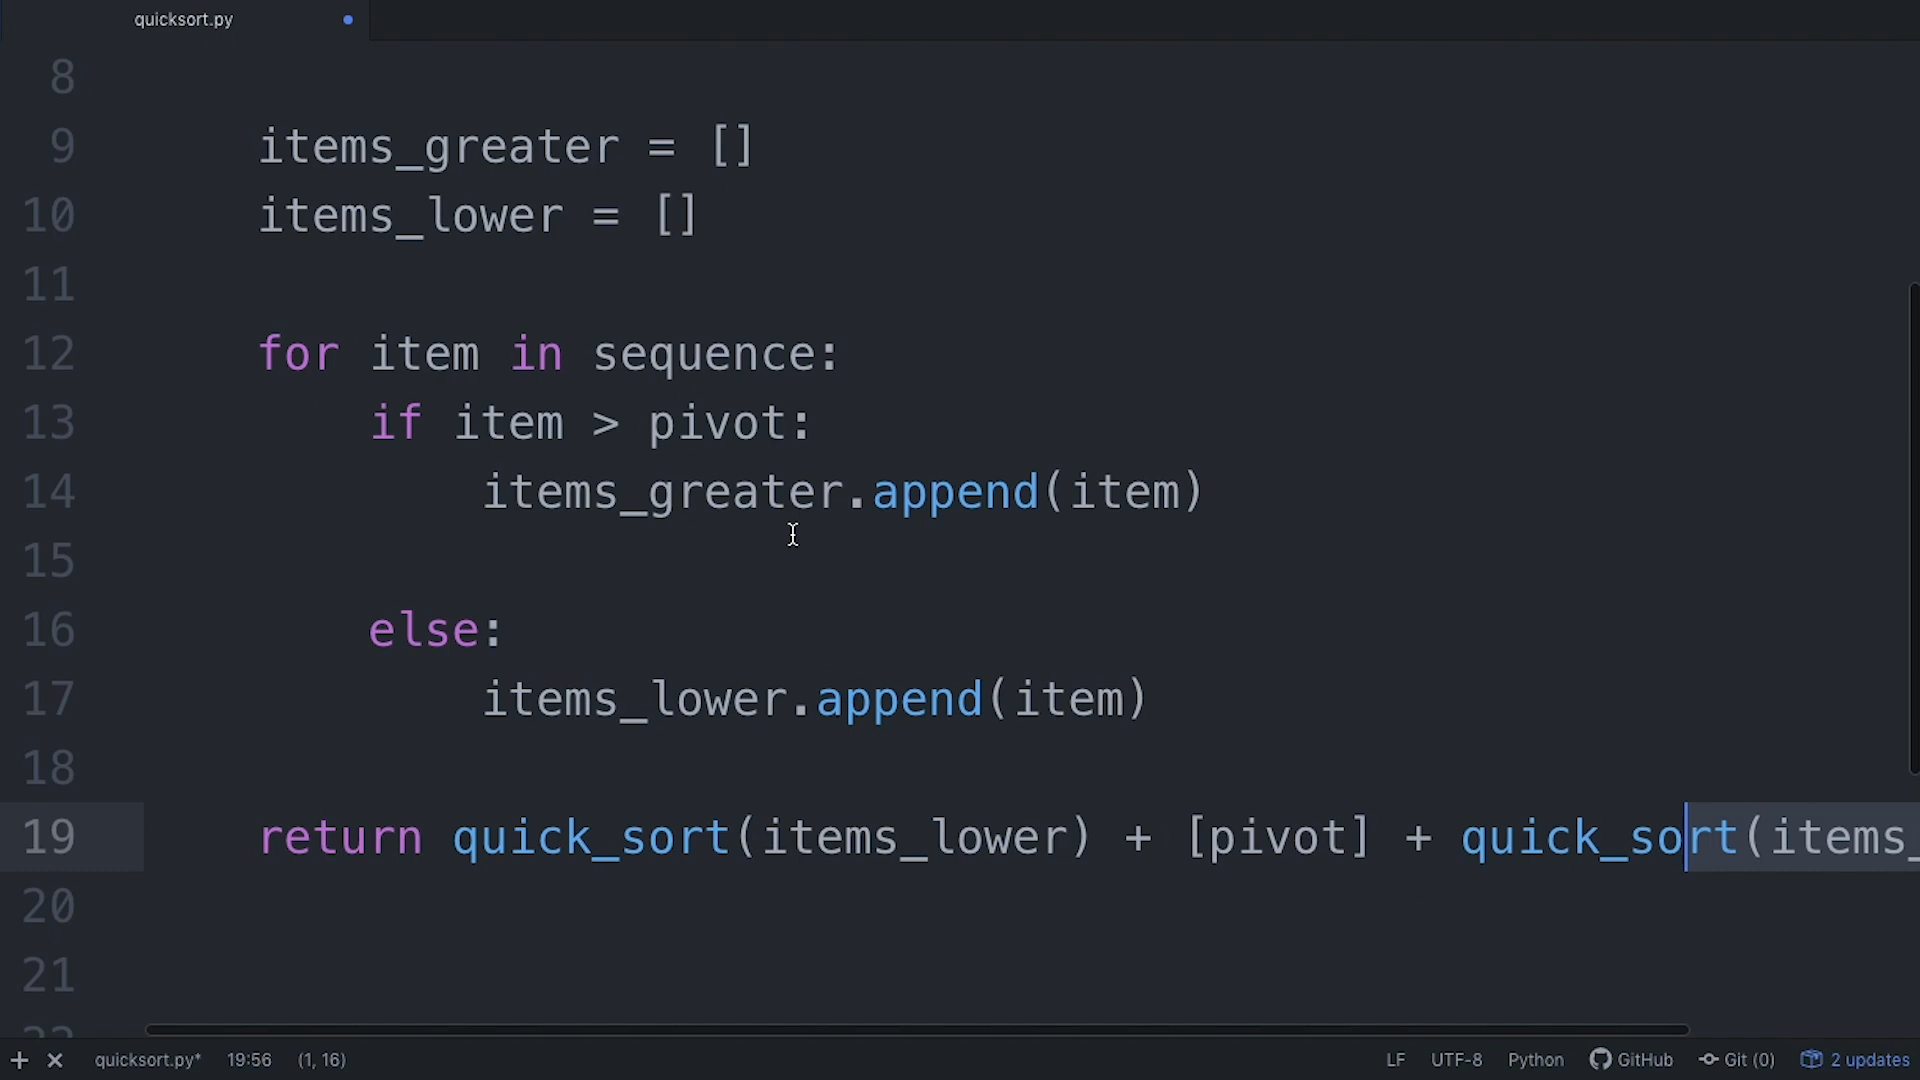 quicksort.py
8
9 items_greater = []
10 items_lower = []
11
12 for item in sequence:
13 if item > pivot:
14 items_greater.append(item)
15
16 else:
17 items_lower.append(item)
18
19 return quick_sort(items_lower) + [pivot] + quick_sort(items_
20
21
22
quicksort.py* 19:56 (1, 16) LF UTF-8 Python GitHub Git (0) 2 updates